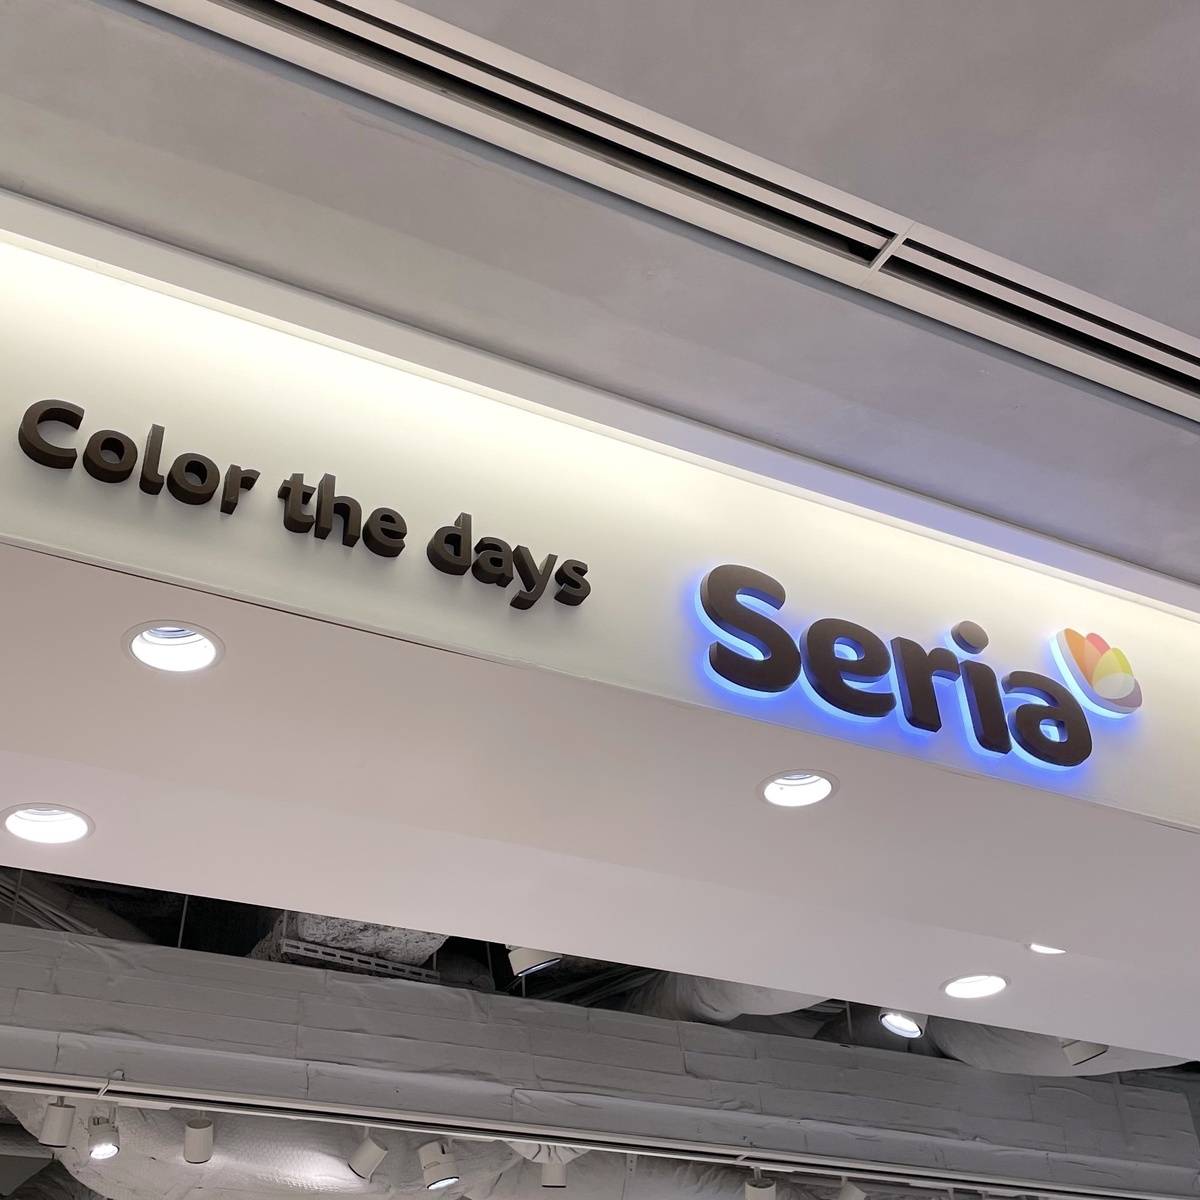 Color the days
Seria